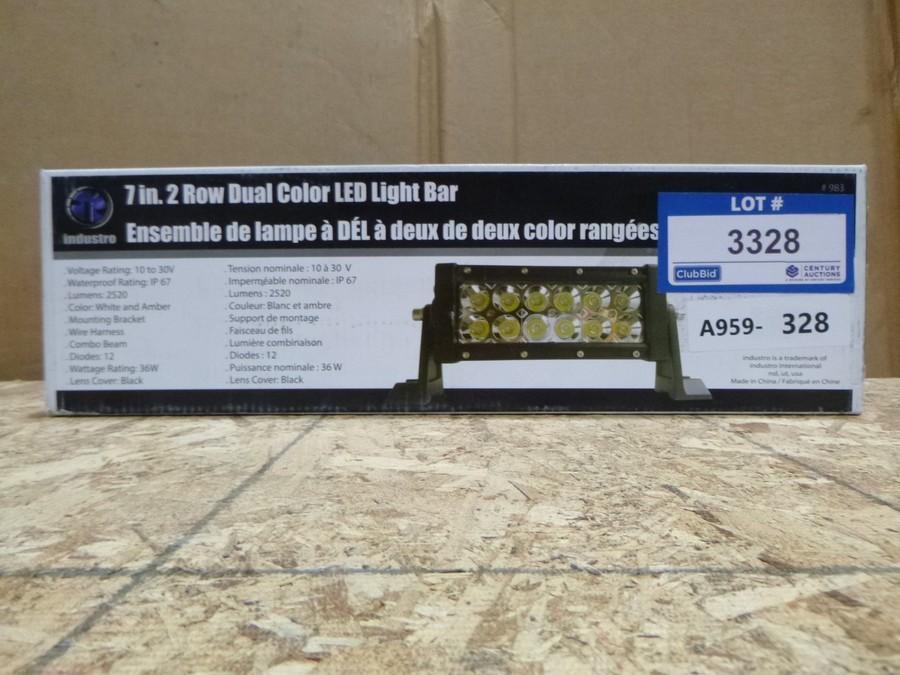 7 in. 2 Row Dual Color LED Light Bar
# 983
industro
Ensemble de lampe à DÉL à deux de deux color rangées
. Voltage Rating: 10 to 30V
. Waterproof Rating: IP 67
. Lumens: 2520
. Color: White and Amber
. Mounting Bracket
. Wire Harness
. Combo Beam
. Diodes: 12
. Wattage Rating: 36W
. Lens Cover: Black
. Tension nominale : 10 à 30 V
. Imperméable nominale : IP 67
. Lumens : 2520
. Couleur: Blanc et ambre
. Support de montage
. Faisceau de fils
. Lumière combinaison
. Diodes : 12
. Puissance nominale : 36 W
. Lens Cover: Black
LOT #
3328
ClubBid
CENTURY
AUCTIONS
A959- 328
industro is a trademark of
industro International
nd, ut, usa
Made in China / Fabriqué en Chine